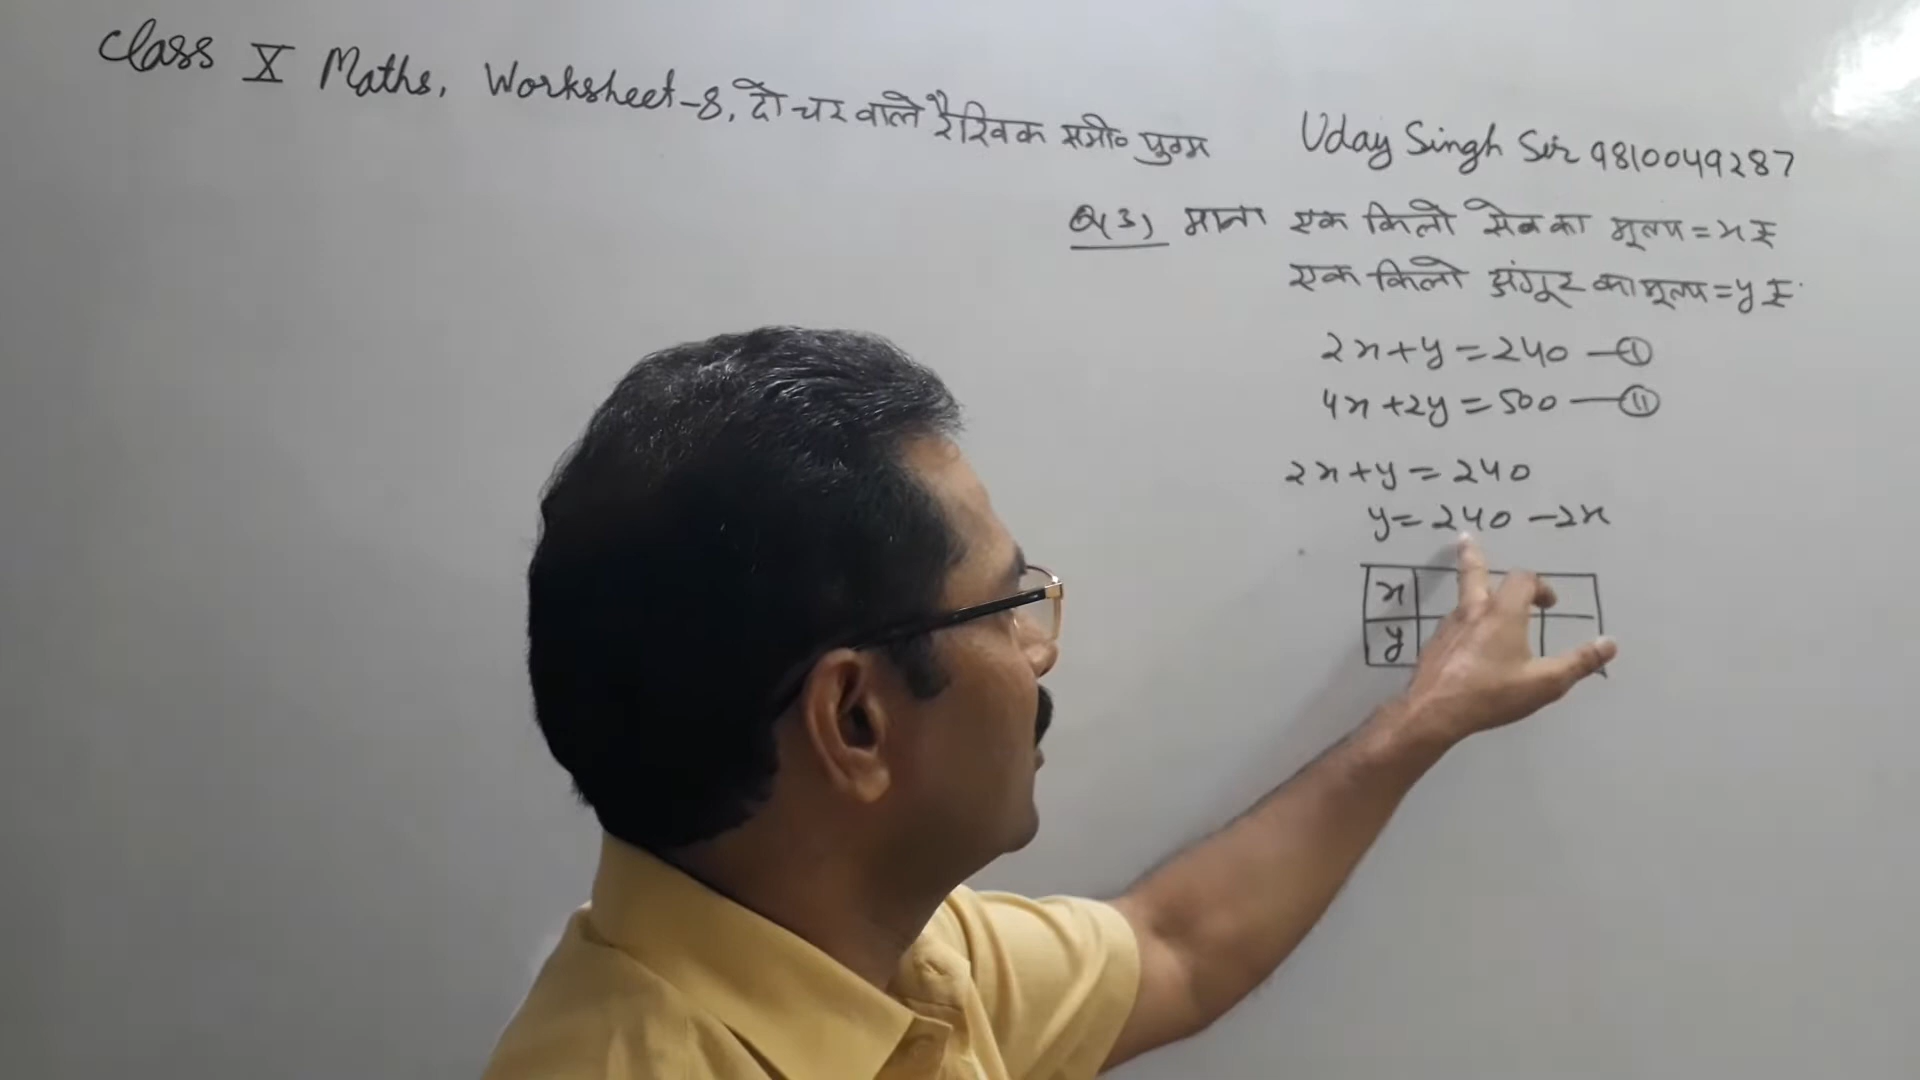 Class X Maths, Worksheet-8, दो चर वाले रैखिक समी० युग्म
Uday Singh Sir 9810049287
Q(3) माना एक किलो सेब का मूल्य = x रु
एक किलो अंगूर का मूल्य = y रु
2x + y = 240 — (I)
4x + 2y = 500 — (II)
2x + y = 240
y = 240 - 2x
x
y